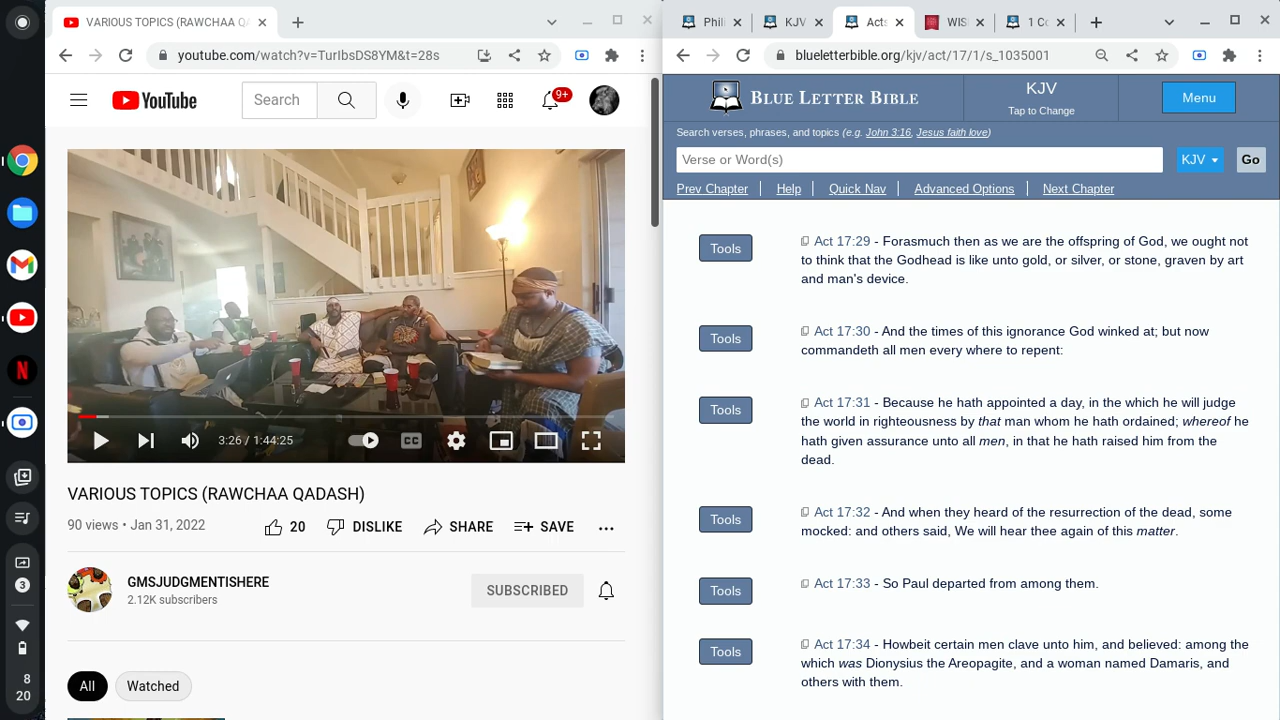 VARIOUS TOPICS (RAWCHAA Q
youtube.com/watch?v=TurIbsDS8YM&t=28s
YouTube
Search
9+
3:26 / 1:44:25
CC
VARIOUS TOPICS (RAWCHAA QADASH)
90 views • Jan 31, 2022
20
DISLIKE
SHARE
SAVE
GMSJUDGMENTISHERE
2.12K subscribers
SUBSCRIBED
All
Watched
N
3
8
20
Phil
KJV
Acts
WIS
1 Co
blueletterbible.org/kjv/act/17/1/s_1035001
BLUE LETTER BIBLE
KJV
Tap to Change
Menu
Search verses, phrases, and topics (e.g. John 3:16, Jesus faith love)
Verse or Word(s)
KJV
Go
Prev Chapter
Help
Quick Nav
Advanced Options
Next Chapter
Tools
Act 17:29 - Forasmuch then as we are the offspring of God, we ought not
to think that the Godhead is like unto gold, or silver, or stone, graven by art
and man's device.
Tools
Act 17:30 - And the times of this ignorance God winked at; but now
commandeth all men every where to repent:
Tools
Act 17:31 - Because he hath appointed a day, in the which he will judge
the world in righteousness by that man whom he hath ordained; whereof he
hath given assurance unto all men, in that he hath raised him from the
dead.
Tools
Act 17:32 - And when they heard of the resurrection of the dead, some
mocked: and others said, We will hear thee again of this matter.
Tools
Act 17:33 - So Paul departed from among them.
Tools
Act 17:34 - Howbeit certain men clave unto him, and believed: among the
which was Dionysius the Areopagite, and a woman named Damaris, and
others with them.